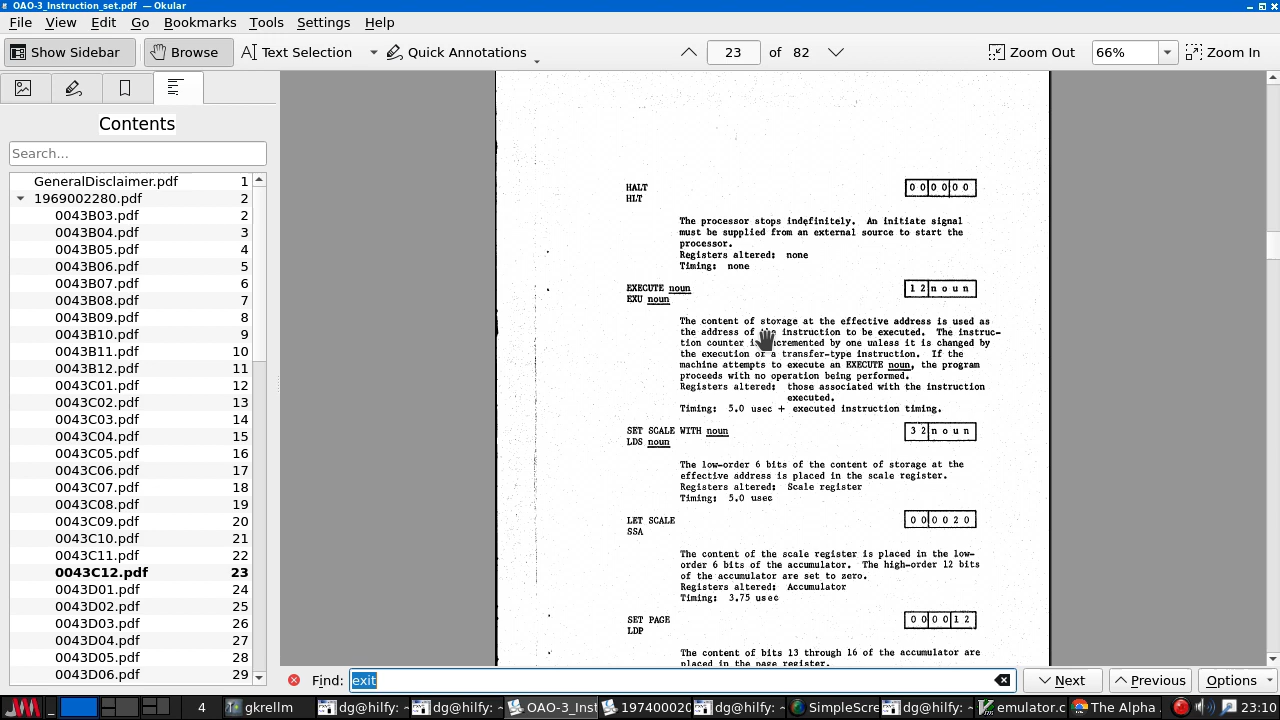 OAO-3_Instruction_set.pdf — Okular
File View Edit Go Bookmarks Tools Settings Help
Show Sidebar Browse Text Selection Quick Annotations 23 of 82 Zoom Out 66% Zoom In
Contents
Search...
GeneralDisclaimer.pdf 1
1969002280.pdf 2
0043B03.pdf 2
0043B04.pdf 3
0043B05.pdf 4
0043B06.pdf 5
0043B07.pdf 6
0043B08.pdf 7
0043B09.pdf 8
0043B10.pdf 9
0043B11.pdf 10
0043B12.pdf 11
0043C01.pdf 12
0043C02.pdf 13
0043C03.pdf 14
0043C04.pdf 15
0043C05.pdf 16
0043C06.pdf 17
0043C07.pdf 18
0043C08.pdf 19
0043C09.pdf 20
0043C10.pdf 21
0043C11.pdf 22
0043C12.pdf 23
0043D01.pdf 24
0043D02.pdf 25
0043D03.pdf 26
0043D04.pdf 27
0043D05.pdf 28
0043D06.pdf 29
HALT 0 0 0 0 0 0
HLT
The processor stops indefinitely. An initiate signal
must be supplied from an external source to start the
processor.
Registers altered: none
Timing: none
EXECUTE noun 1 2 n o u n
EXU noun
The content of storage at the effective address is used as
the address of instruction to be executed. The instruc-
tion counter is incremented by one unless it is changed by
the execution of a transfer-type instruction. If the
machine attempts to execute an EXECUTE noun, the program
proceeds with no operation being performed.
Registers altered: those associated with the instruction
executed.
Timing: 5.0 usec + executed instruction timing.
SET SCALE WITH noun 3 2 n o u n
LDS noun
The low-order 6 bits of the content of storage at the
effective address is placed in the scale register.
Registers altered: Scale register
Timing: 5.0 usec
LET SCALE 0 0 0 0 2 0
SSA
The content of the scale register is placed in the low-
order 6 bits of the accumulator. The high-order 12 bits
of the accumulator are set to zero.
Registers altered: Accumulator
Timing: 3.75 usec
SET PAGE 0 0 0 0 1 2
LDP
The content of bits 13 through 16 of the accumulator are
placed in the page register.
Find: exit Next Previous Options
4 gkrellm dg@hilfy: ~ dg@hilfy: ~ OAO-3_Inst 197400020 dg@hilfy: ~ SimpleScre dg@hilfy: ~ emulator.c The Alpha 23:10